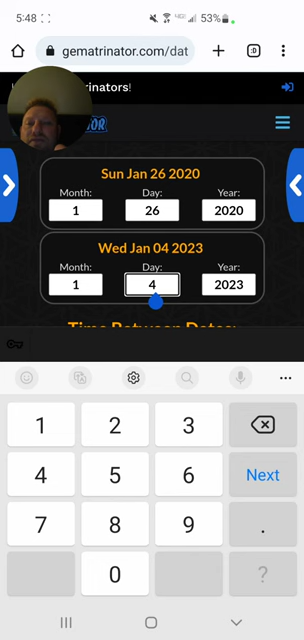 5:48
53%
gematrinator.com/dat
:D
trinators!
TOR
Sun Jan 26 2020
Month: Day: Year:
1 26 2020
Wed Jan 04 2023
Month: Day: Year:
1 4 2023
Time Between Dates:
1 2 3
4 5 6 Next
7 8 9 .
0 ?